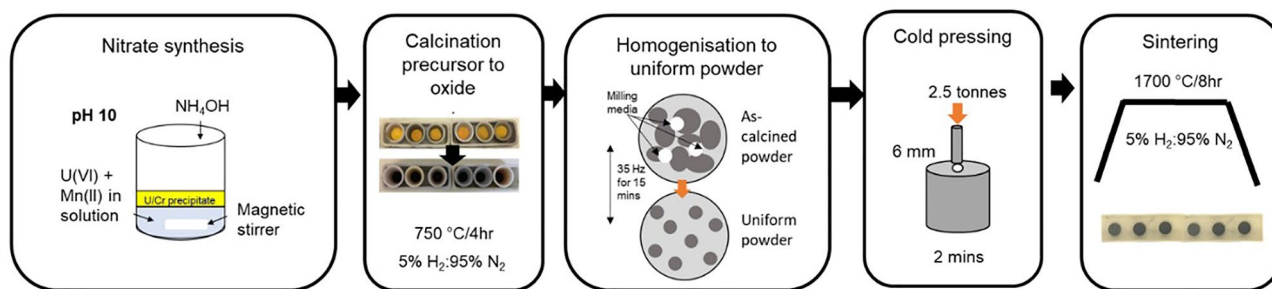 Nitrate synthesis
pH 10
NH₄OH
U(VI) +
Mn(II) in
solution
U/Cr precipitate
Magnetic
stirrer
Calcination
precursor to
oxide
750 °C/4hr
5% H₂:95% N₂
Homogenisation to
uniform powder
Milling
media
As-
calcined
powder
35 Hz
for 15
mins
Uniform
powder
Cold pressing
2.5 tonnes
6 mm
2 mins
Sintering
1700 °C/8hr
5% H₂:95% N₂